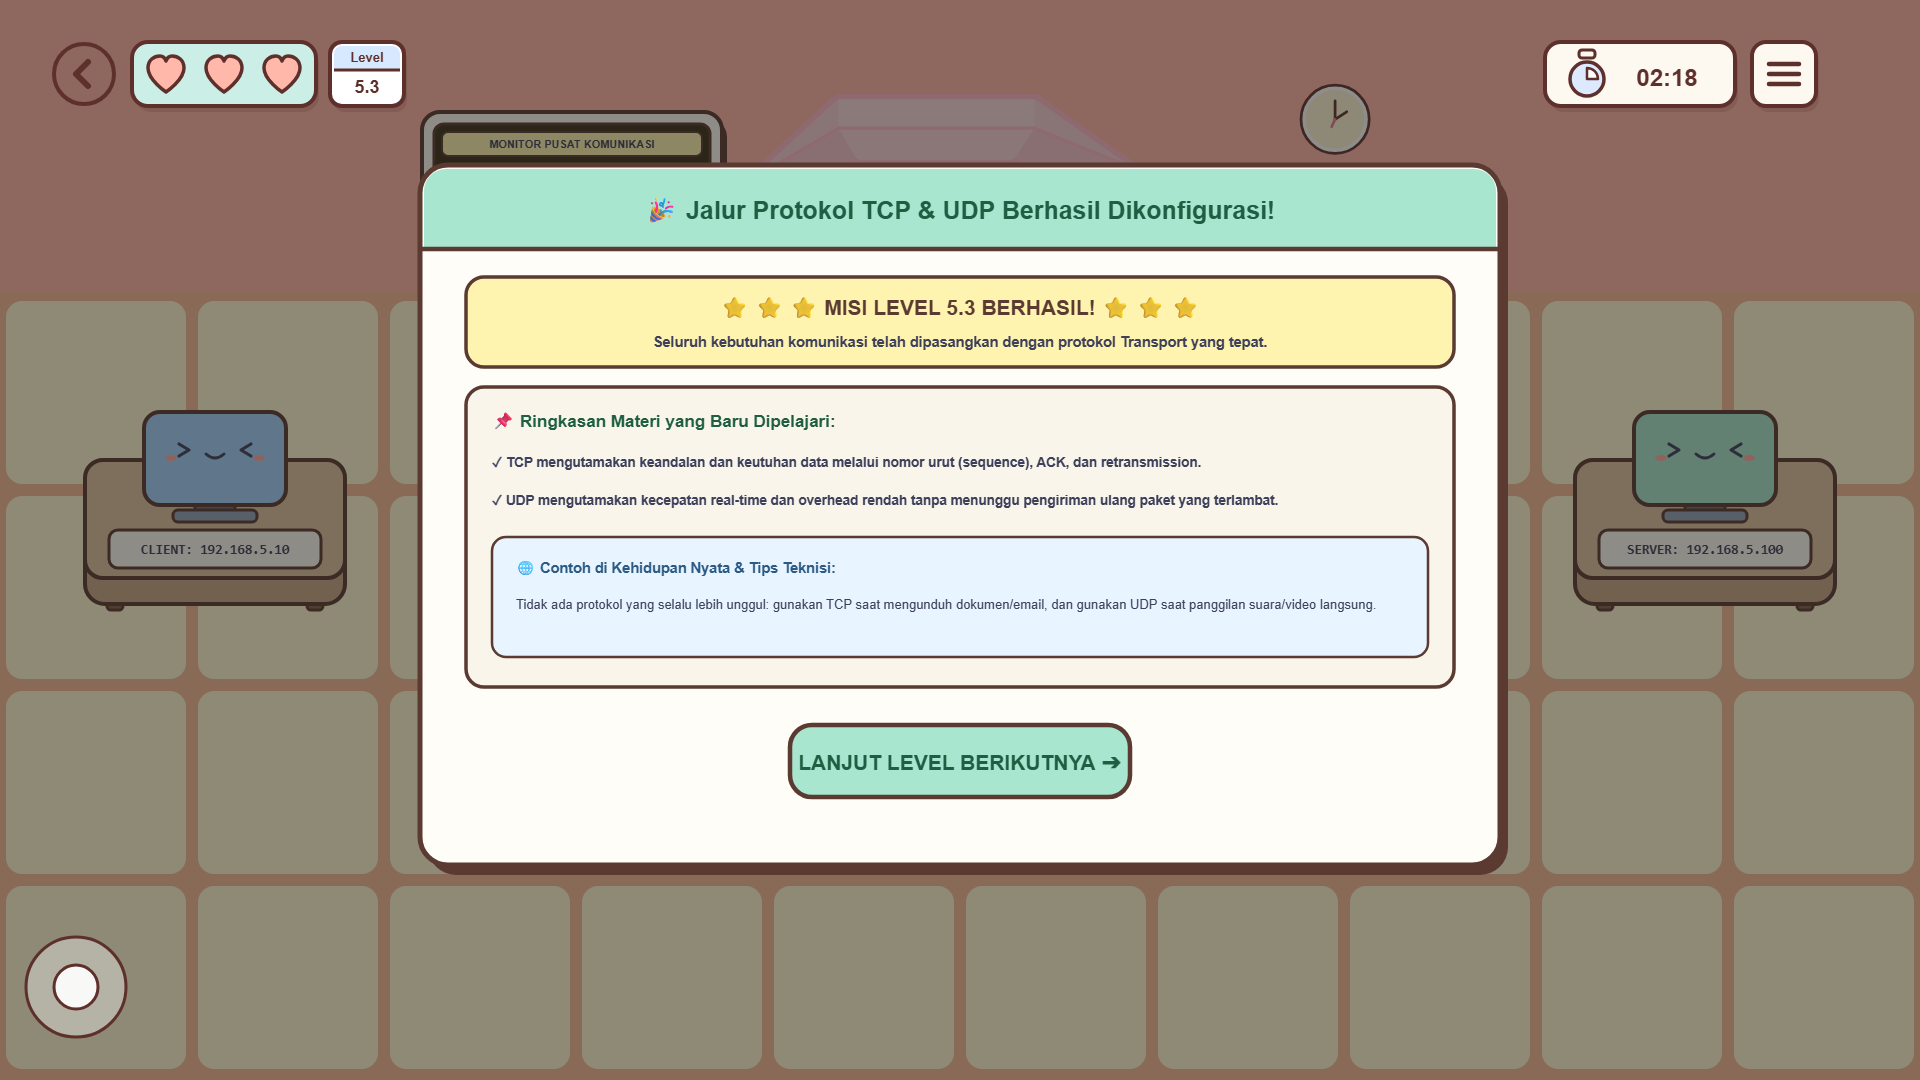 Level
5.3
02:18
MONITOR PUSAT KOMUNIKASI
🎉 Jalur Protokol TCP & UDP Berhasil Dikonfigurasi!
⭐ ⭐ ⭐ MISI LEVEL 5.3 BERHASIL! ⭐ ⭐ ⭐
Seluruh kebutuhan komunikasi telah dipasangkan dengan protokol Transport yang tepat.
📌 Ringkasan Materi yang Baru Dipelajari:
✓ TCP mengutamakan keandalan dan keutuhan data melalui nomor urut (sequence), ACK, dan retransmission.
✓ UDP mengutamakan kecepatan real-time dan overhead rendah tanpa menunggu pengiriman ulang paket yang terlambat.
🌐 Contoh di Kehidupan Nyata & Tips Teknisi:
Tidak ada protokol yang selalu lebih unggul: gunakan TCP saat mengunduh dokumen/email, dan gunakan UDP saat panggilan suara/video langsung.
CLIENT: 192.168.5.10
SERVER: 192.168.5.100
LANJUT LEVEL BERIKUTNYA ➔